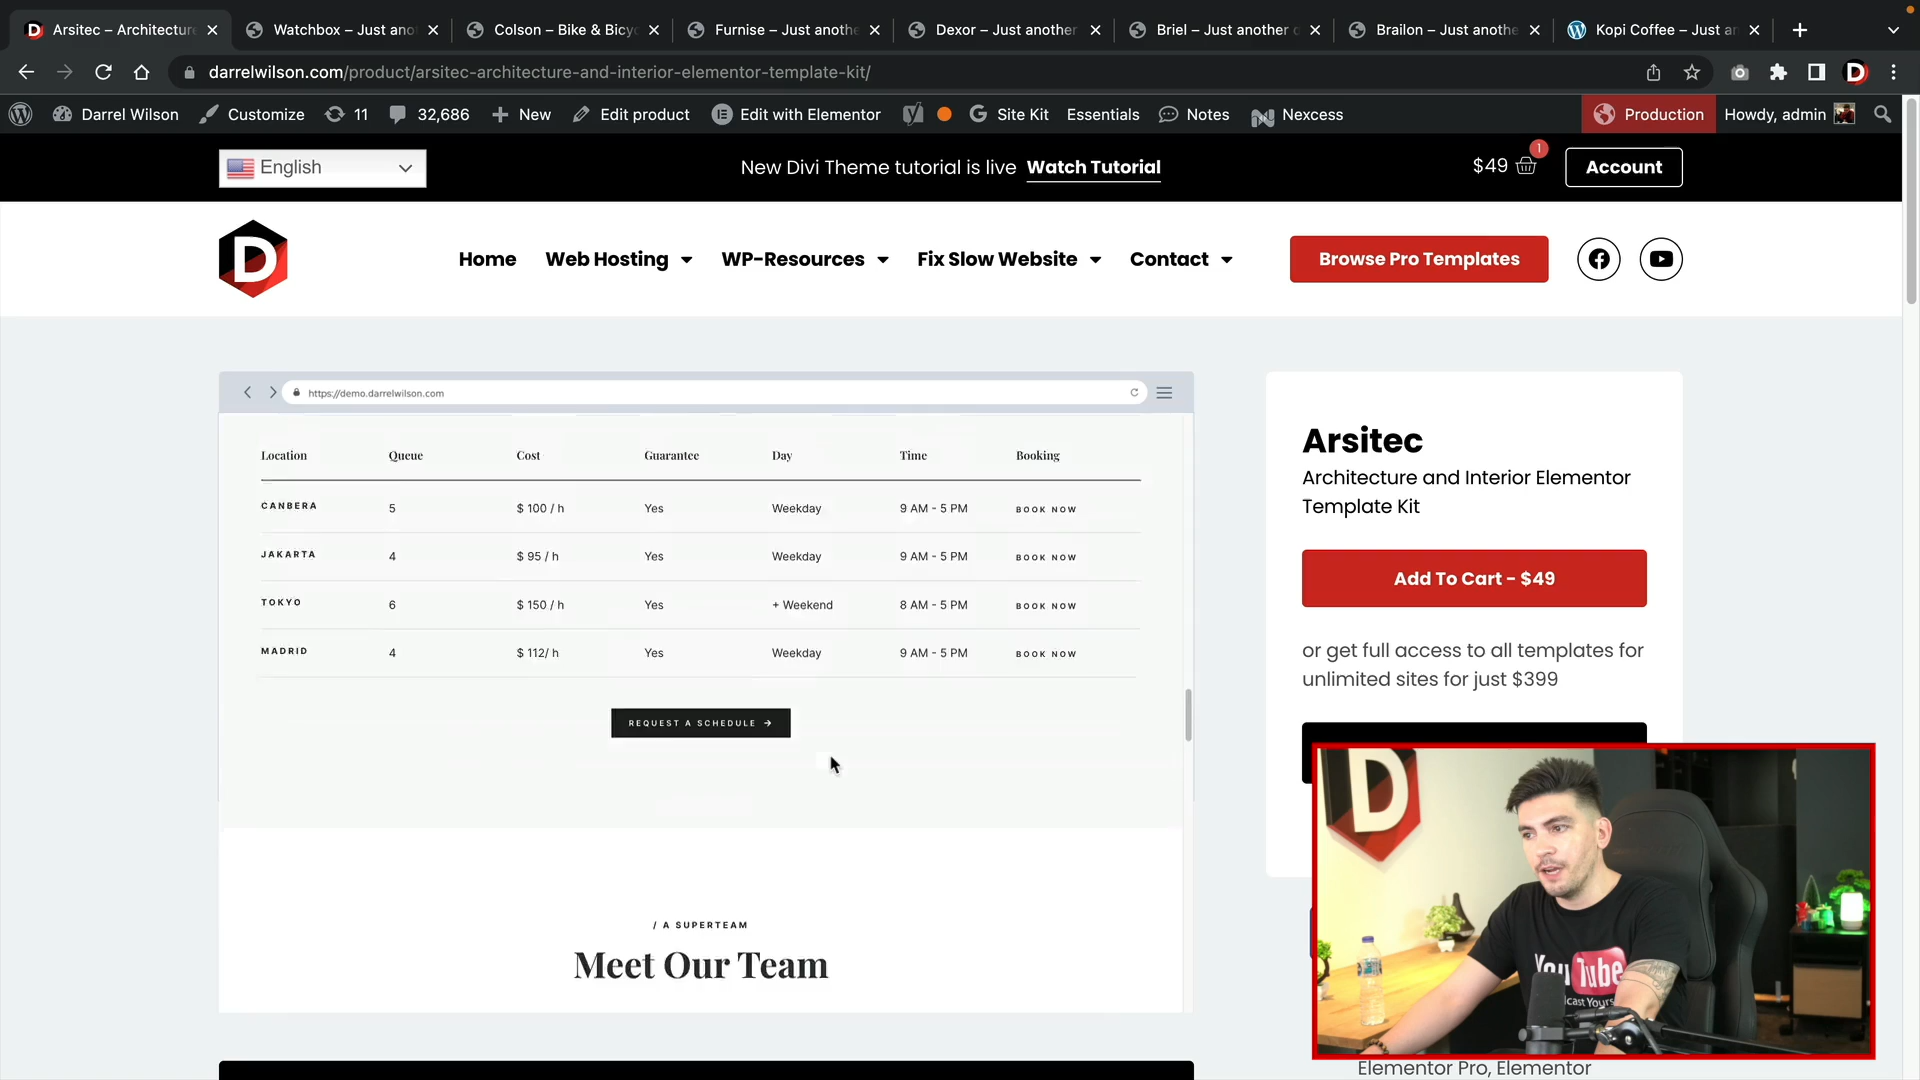 Arsitec – Architecture
Watchbox – Just ano
Colson – Bike & Bicyc
Furnise – Just anothe
Dexor – Just another
Briel – Just another
Brailon – Just anothe
Kopi Coffee – Just a
darrelwilson.com/product/arsitec-architecture-and-interior-elementor-template-kit/
Darrel Wilson
Customize
11
32,686
New
Edit product
Edit with Elementor
Site Kit
Essentials
Notes
Nexcess
Production
Howdy, admin
English
New Divi Theme tutorial is live Watch Tutorial
$49
1
Account
D
Home
Web Hosting
WP-Resources
Fix Slow Website
Contact
Browse Pro Templates
https://demo.darrelwilson.com
Location Queue Cost Guarantee Day Time Booking
CANBERA 5 $ 100 / h Yes Weekday 9 AM - 5 PM BOOK NOW
JAKARTA 4 $ 95 / h Yes Weekday 9 AM - 5 PM BOOK NOW
TOKYO 6 $ 150 / h Yes + Weekend 8 AM - 5 PM BOOK NOW
MADRID 4 $ 112/ h Yes Weekday 9 AM - 5 PM BOOK NOW
REQUEST A SCHEDULE →
/ A SUPERTEAM
Meet Our Team
Arsitec
Architecture and Interior Elementor
Template Kit
Add To Cart - $49
or get full access to all templates for
unlimited sites for just $399
D
You Tube
Elementor Pro, Elementor